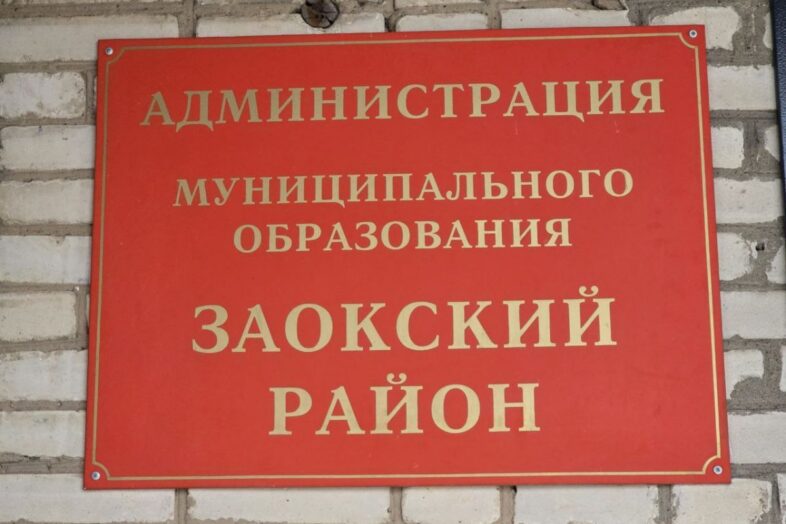 АДМИНИСТРАЦИЯ
МУНИЦИПАЛЬНОГО
ОБРАЗОВАНИЯ
ЗАОКСКИЙ
РАЙОН